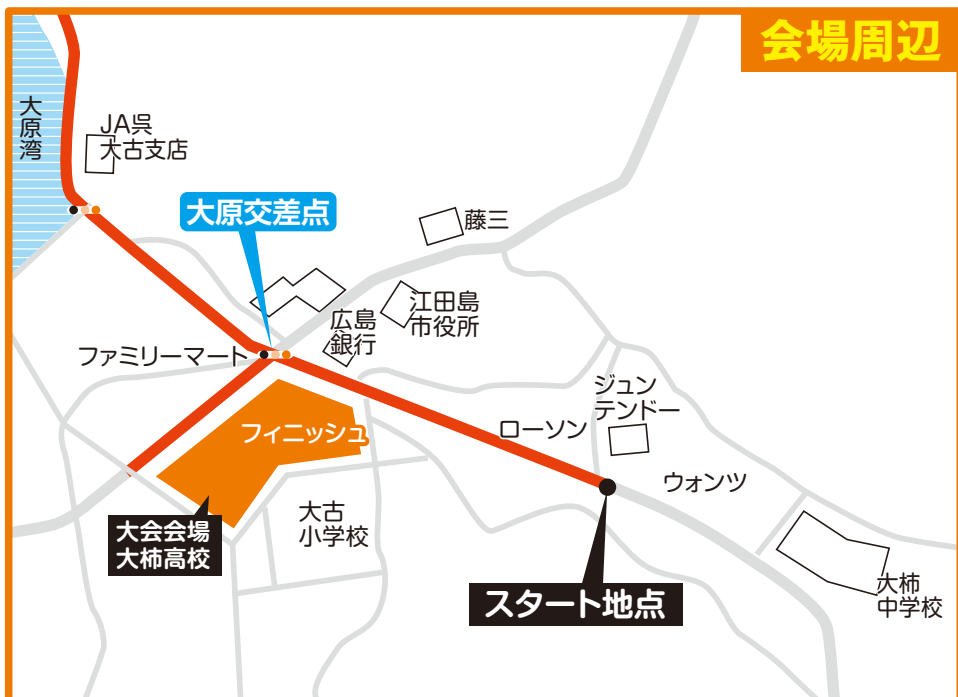 会場周辺
大原湾
JA呉
大古支店
大原交差点
藤三
江田島
市役所
広島
銀行
ファミリーマート
ジュン
テンドー
ローソン
フィニッシュ
ウォンツ
大古
小学校
大会会場
大柿高校
スタート地点
大柿
中学校